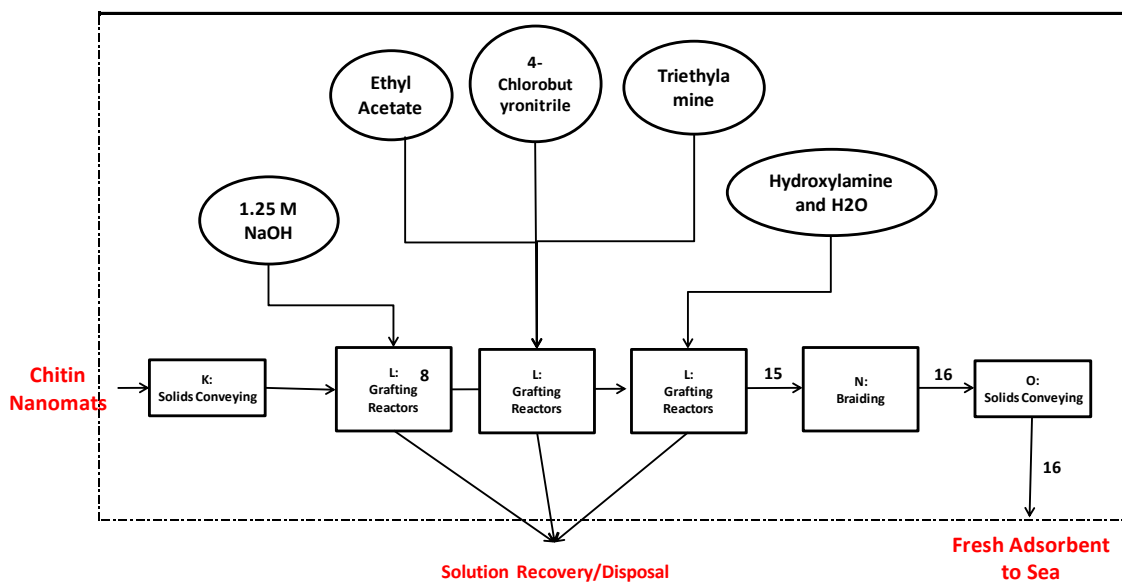 Ethyl
Acetate
4-
Chlorobut
yronitrile
Triethyla
mine
1.25 M
NaOH
Hydroxylamine
and H2O
Chitin
Nanomats
K:
Solids Conveying
L:
Grafting
Reactors
8
L:
Grafting
Reactors
L:
Grafting
Reactors
15
N:
Braiding
16
O:
Solids Conveying
16
Solution Recovery/Disposal
Fresh Adsorbent
to Sea